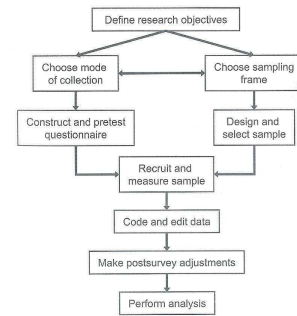 Define research objectives
Choose mode
of collection
Choose sampling
frame
Construct and pretest
questionnaire
Design and
select sample
Recruit and
measure sample
Code and edit data
Make postsurvey adjustments
Perform analysis